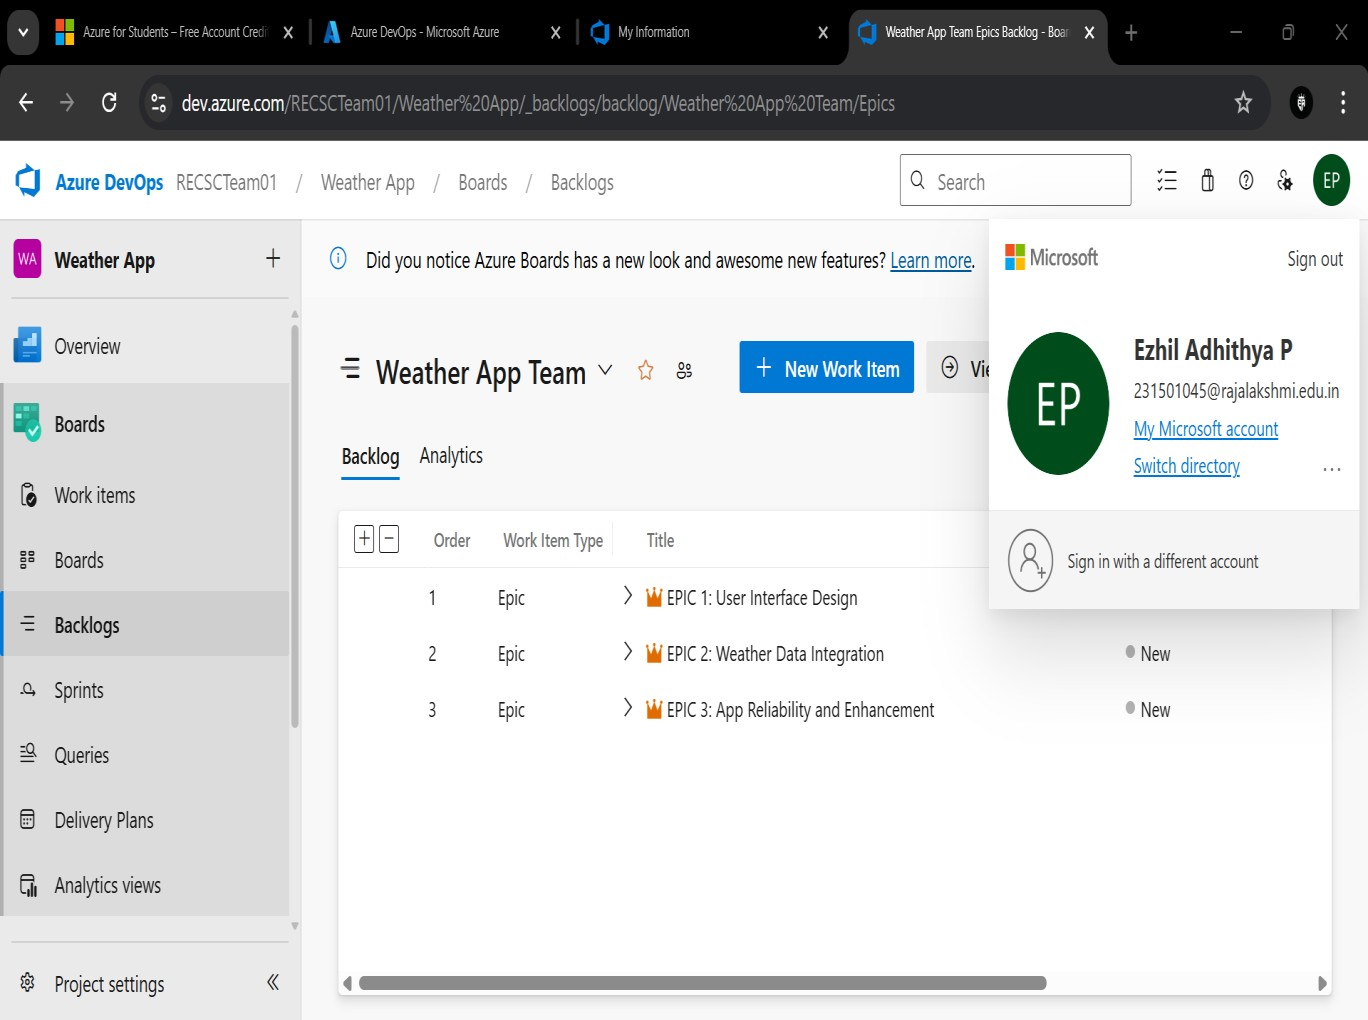 Azure for Students – Free Account Credi
Azure DevOps - Microsoft Azure
My Information
Weather App Team Epics Backlog - Boar
dev.azure.com/RECSCTeam01/Weather%20App/_backlogs/backlog/Weather%20App%20Team/Epics
Azure DevOps RECSCTeam01 / Weather App / Boards / Backlogs
Search
EP
WA Weather App
Did you notice Azure Boards has a new look and awesome new features? Learn more.
Microsoft
Sign out
EP
Ezhil Adhithya P
231501045@rajalakshmi.edu.in
My Microsoft account
Switch directory
Sign in with a different account
Overview
Boards
Work items
Boards
Backlogs
Sprints
Queries
Delivery Plans
Analytics views
Project settings
Weather App Team
New Work Item
Vie
Backlog Analytics
Order Work Item Type Title
1 Epic EPIC 1: User Interface Design
2 Epic EPIC 2: Weather Data Integration New
3 Epic EPIC 3: App Reliability and Enhancement New